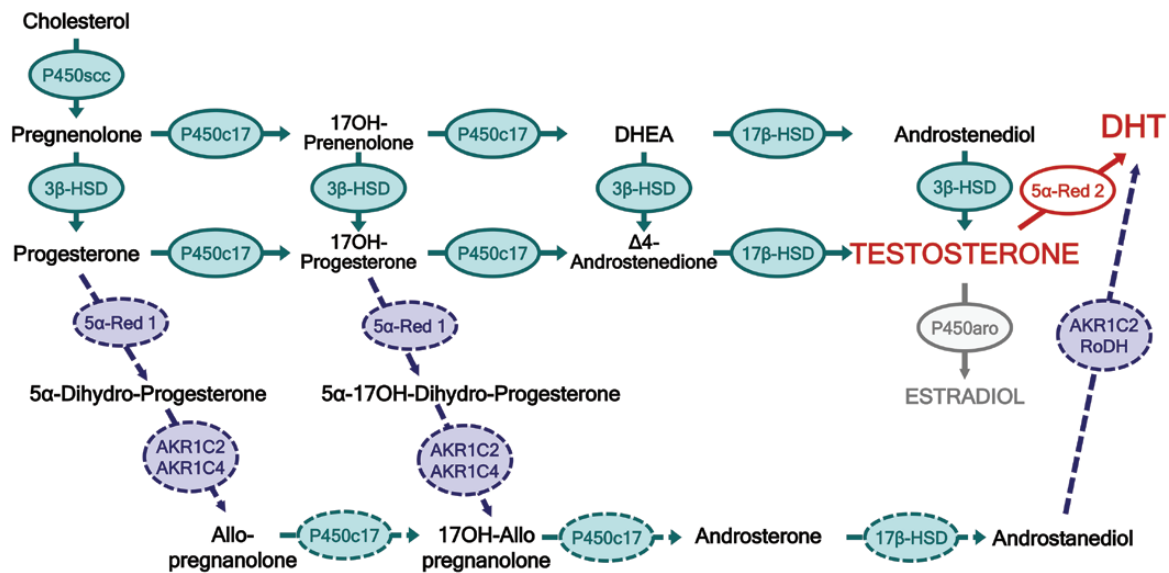 Cholesterol
P450scc
Pregnenolone
P450c17
17OH-
Prenenolone
P450c17
DHEA
17β-HSD
Androstenediol
DHT
3β-HSD
3β-HSD
3β-HSD
3β-HSD
5α-Red 2
Progesterone
P450c17
17OH-
Progesterone
P450c17
Δ4-
Androstenedione
17β-HSD
TESTOSTERONE
5α-Red 1
5α-Red 1
P450aro
AKR1C2
RoDH
5α-Dihydro-Progesterone
5α-17OH-Dihydro-Progesterone
ESTRADIOL
AKR1C2
AKR1C4
AKR1C2
AKR1C4
Allo-
pregnanolone
P450c17
17OH-Allo
pregnanolone
P450c17
Androsterone
17β-HSD
Androstanediol